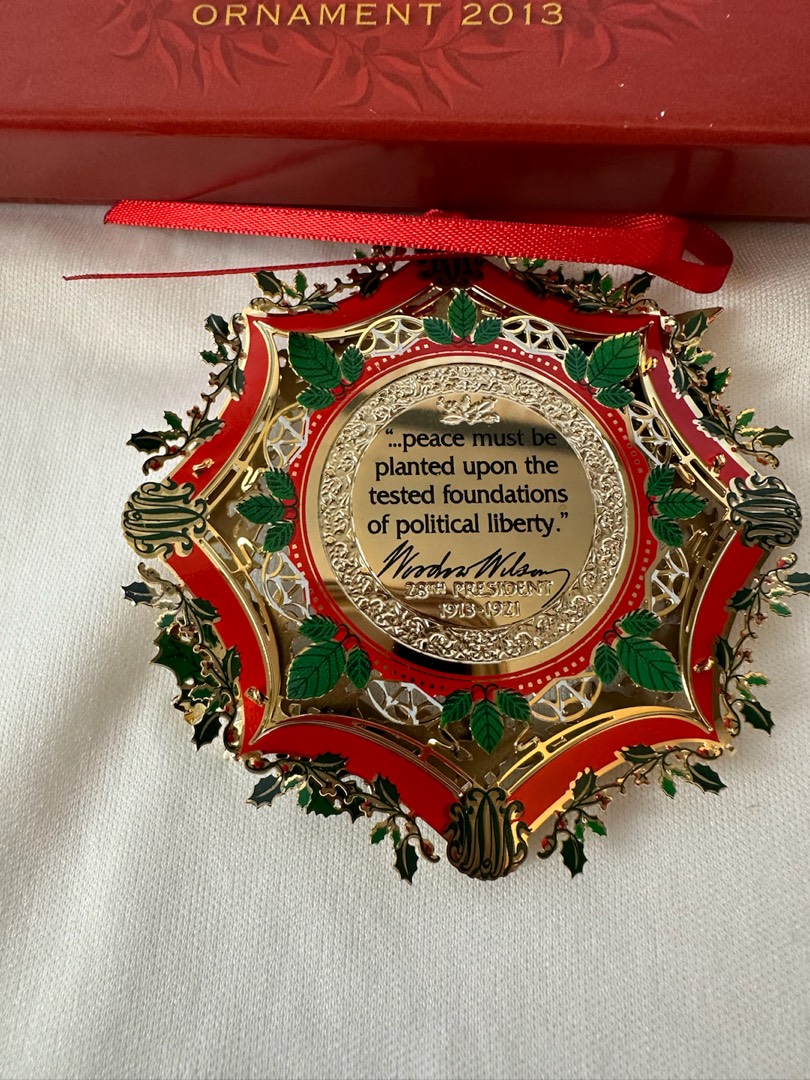 ORNAMENT 2013
"...peace must be
planted upon the
tested foundations
of political liberty."
Woodrow Wilson
28TH PRESIDENT
1913-1921